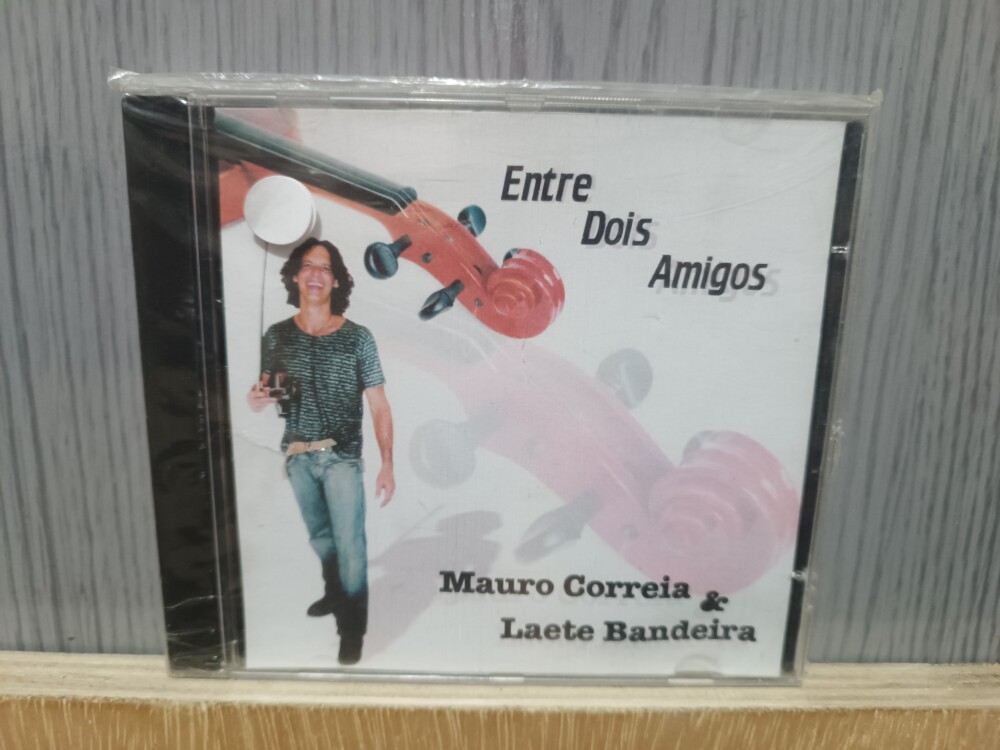 Entre
Dois
Amigos
Mauro Correia &
Laete Bandeira